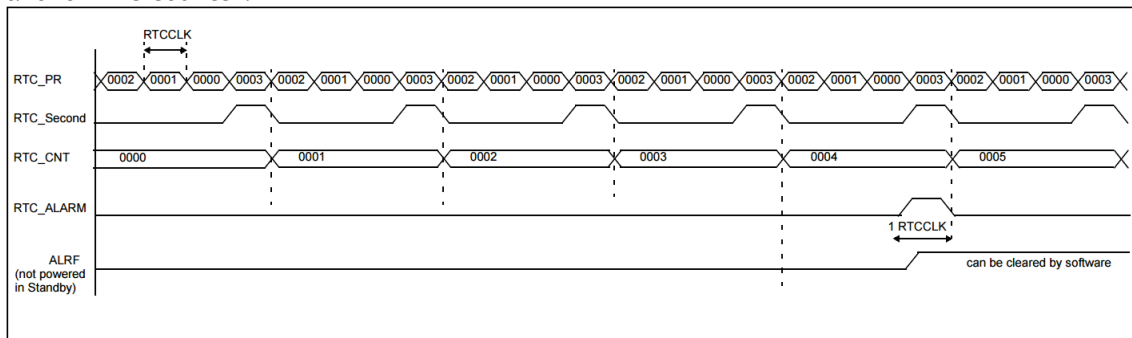 RTCCLK
RTC_PR 0002 0001 0000 0003 0002 0001 0000 0003 0002 0001 0000 0003 0002 0001 0000 0003 0002 0001 0000 0003 0002 0001 0000 0003
RTC_Second
RTC_CNT 0000 0001 0002 0003 0004 0005
RTC_ALARM
1 RTCCLK
ALRF
(not powered
in Standby)
can be cleared by software